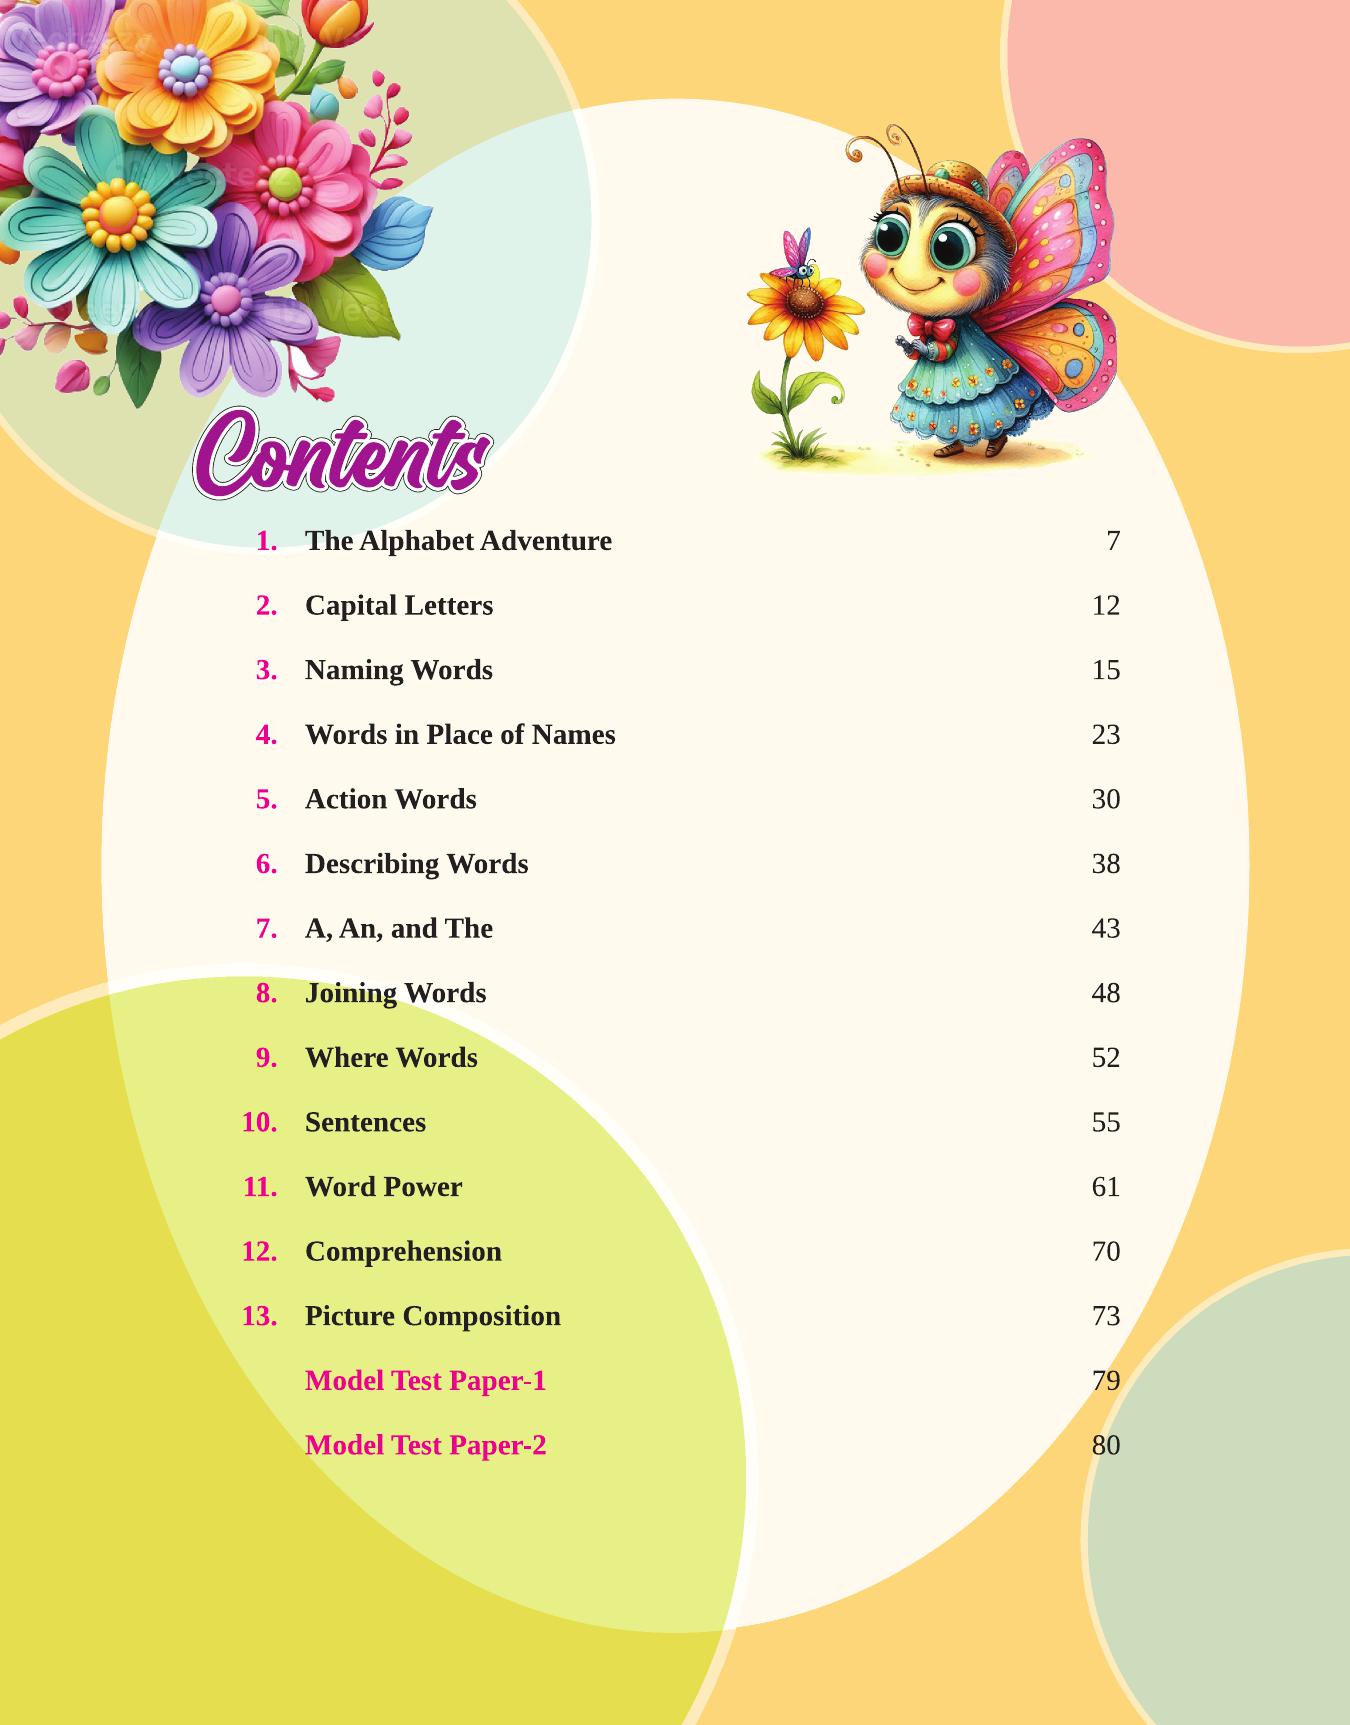 Contents
1. The Alphabet Adventure 7
2. Capital Letters 12
3. Naming Words 15
4. Words in Place of Names 23
5. Action Words 30
6. Describing Words 38
7. A, An, and The 43
8. Joining Words 48
9. Where Words 52
10. Sentences 55
11. Word Power 61
12. Comprehension 70
13. Picture Composition 73
Model Test Paper-1 79
Model Test Paper-2 80